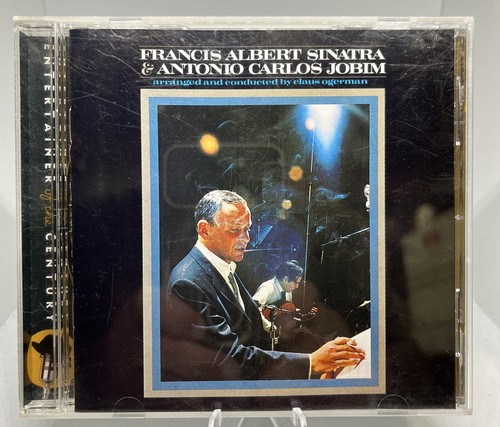 FRANCIS ALBERT SINATRA
& ANTONIO CARLOS JOBIM
arranged and conducted by claus ogerman
ENTERTAINER of the CENTURY